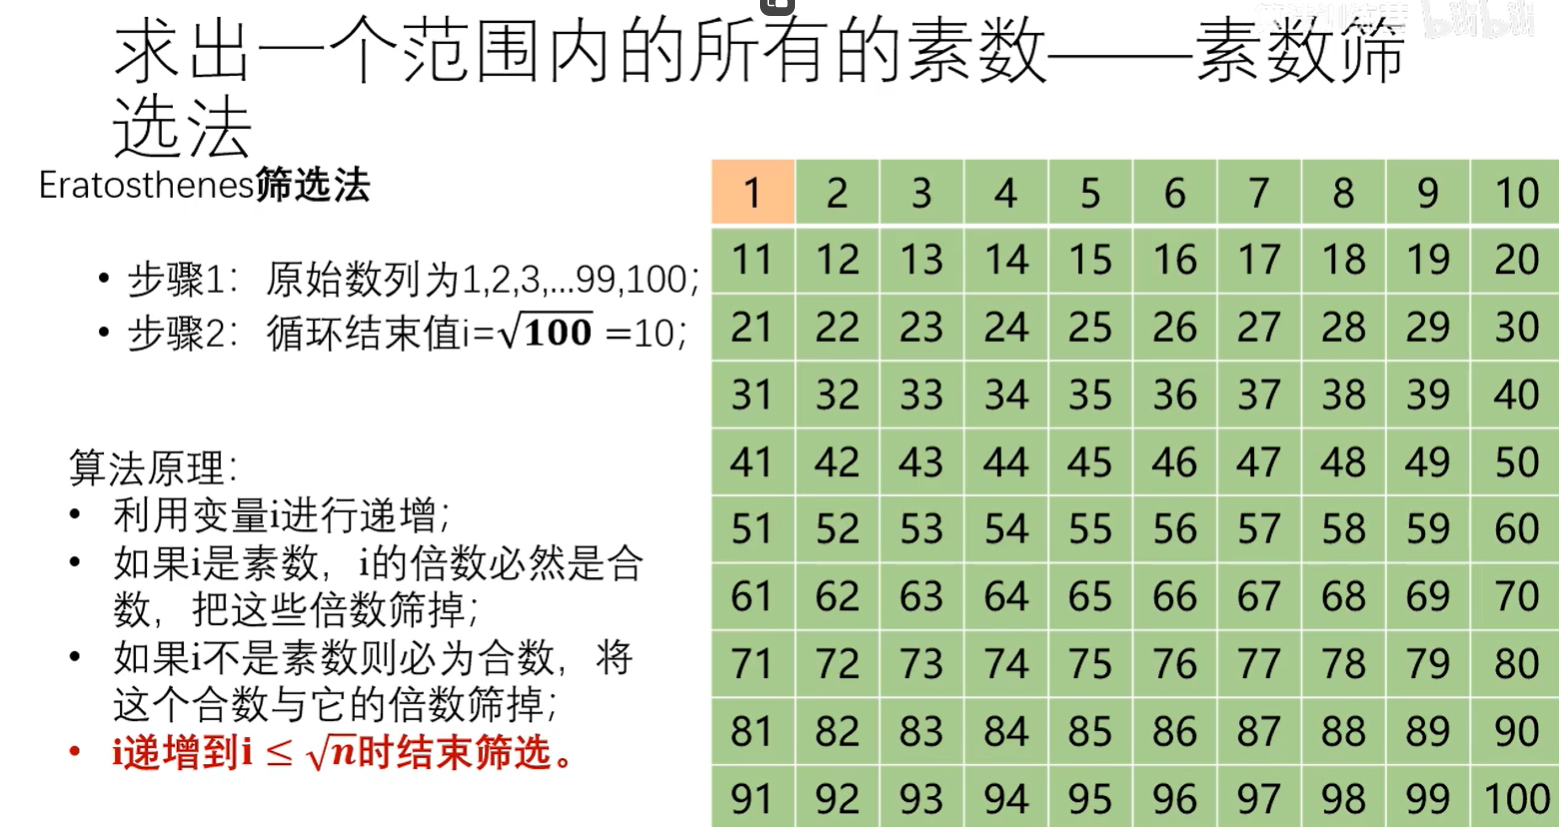 求出一个范围内的所有的素数——素数筛
选法
Eratosthenes筛选法
• 步骤1：原始数列为1,2,3,...99,100；
• 步骤2：循环结束值i=√100 =10；
算法原理：
• 利用变量i进行递增；
• 如果i是素数，i的倍数必然是合
数，把这些倍数筛掉；
• 如果i不是素数则必为合数，将
这个合数与它的倍数筛掉；
• i递增到i ≤ √n时结束筛选。
1 2 3 4 5 6 7 8 9 10
11 12 13 14 15 16 17 18 19 20
21 22 23 24 25 26 27 28 29 30
31 32 33 34 35 36 37 38 39 40
41 42 43 44 45 46 47 48 49 50
51 52 53 54 55 56 57 58 59 60
61 62 63 64 65 66 67 68 69 70
71 72 73 74 75 76 77 78 79 80
81 82 83 84 85 86 87 88 89 90
91 92 93 94 95 96 97 98 99 100